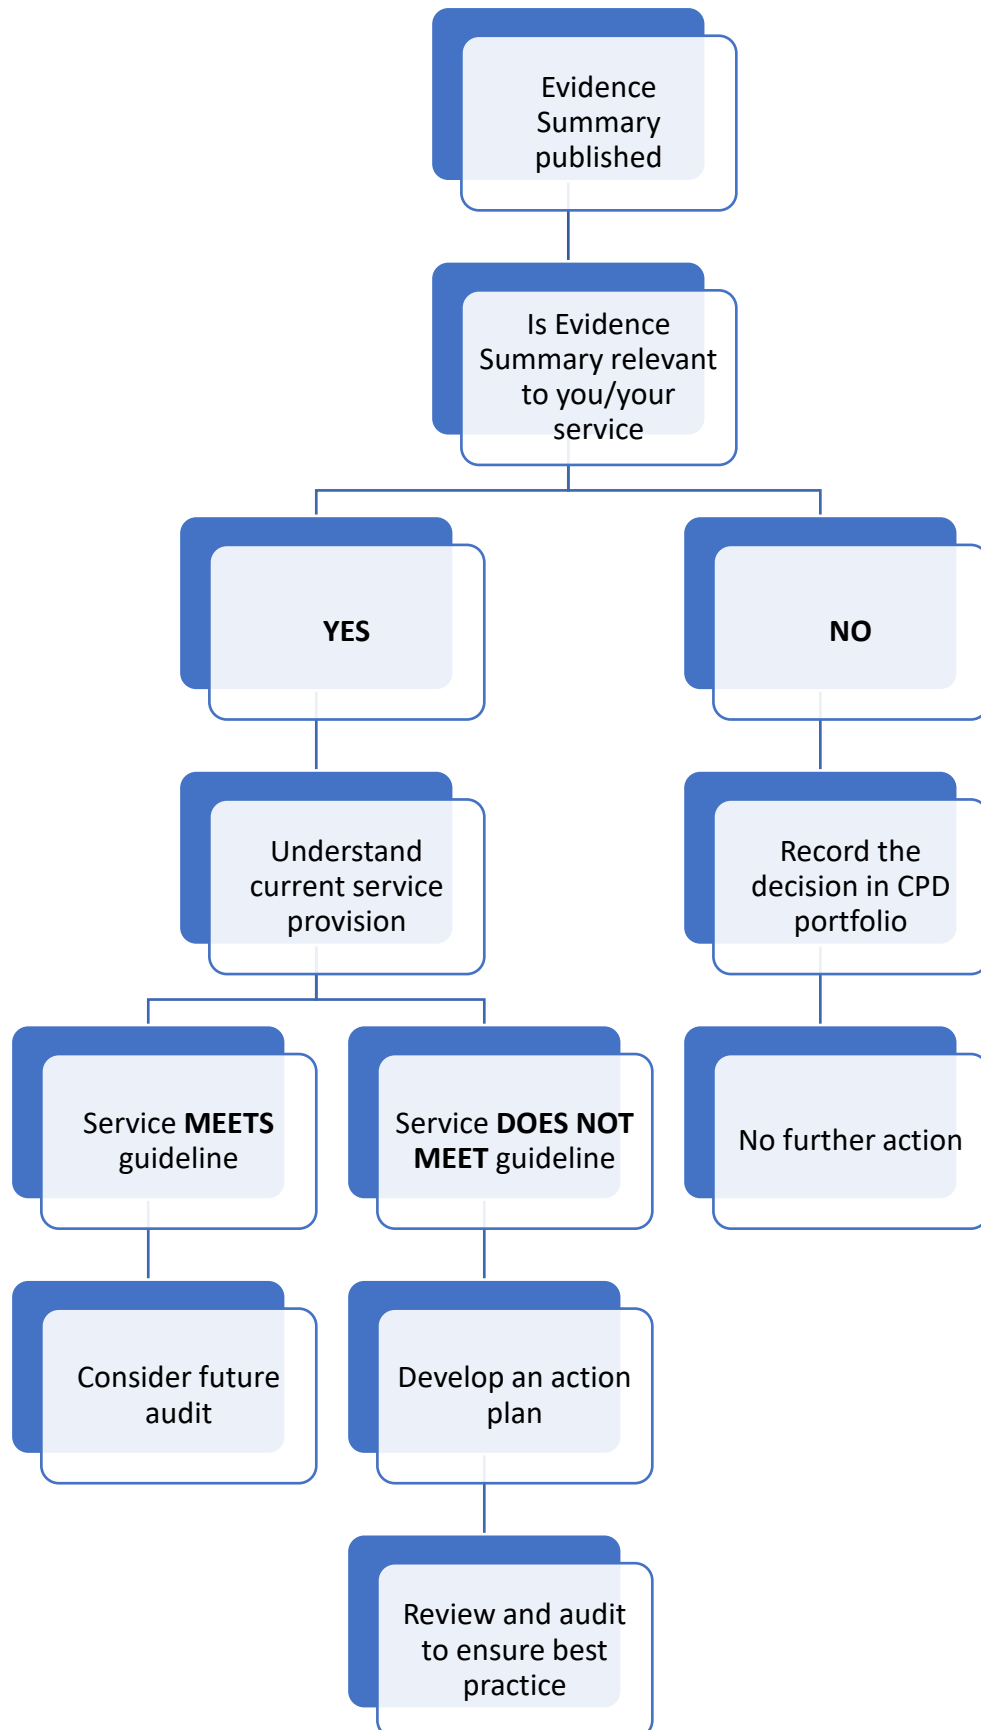 Evidence
Summary
published
Is Evidence
Summary relevant
to you/your
service
YES
NO
Understand
current service
provision
Record the
decision in CPD
portfolio
Service MEETS
guideline
Service DOES NOT
MEET guideline
No further action
Consider future
audit
Develop an action
plan
Review and audit
to ensure best
practice